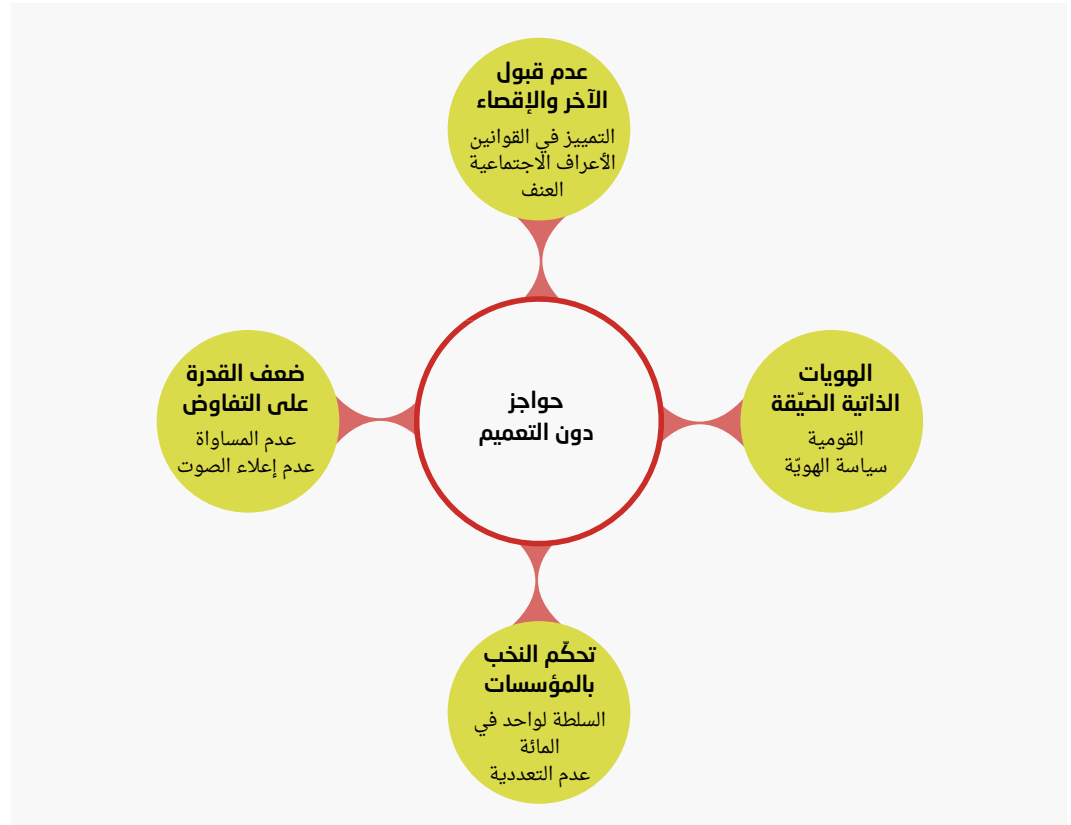 عدم قبول
الآخر والإقصاء
التمييز في القوانين
الأعراف الاجتماعية
العنف
الهويات
الذاتية الضيّقة
القومية
سياسة الهويّة
حواجز
دون التعميم
ضعف القدرة
على التفاوض
عدم المساواة
عدم إعلاء الصوت
تحكّم النخب
بالمؤسسات
السلطة لواحد في
المائة
عدم التعددية